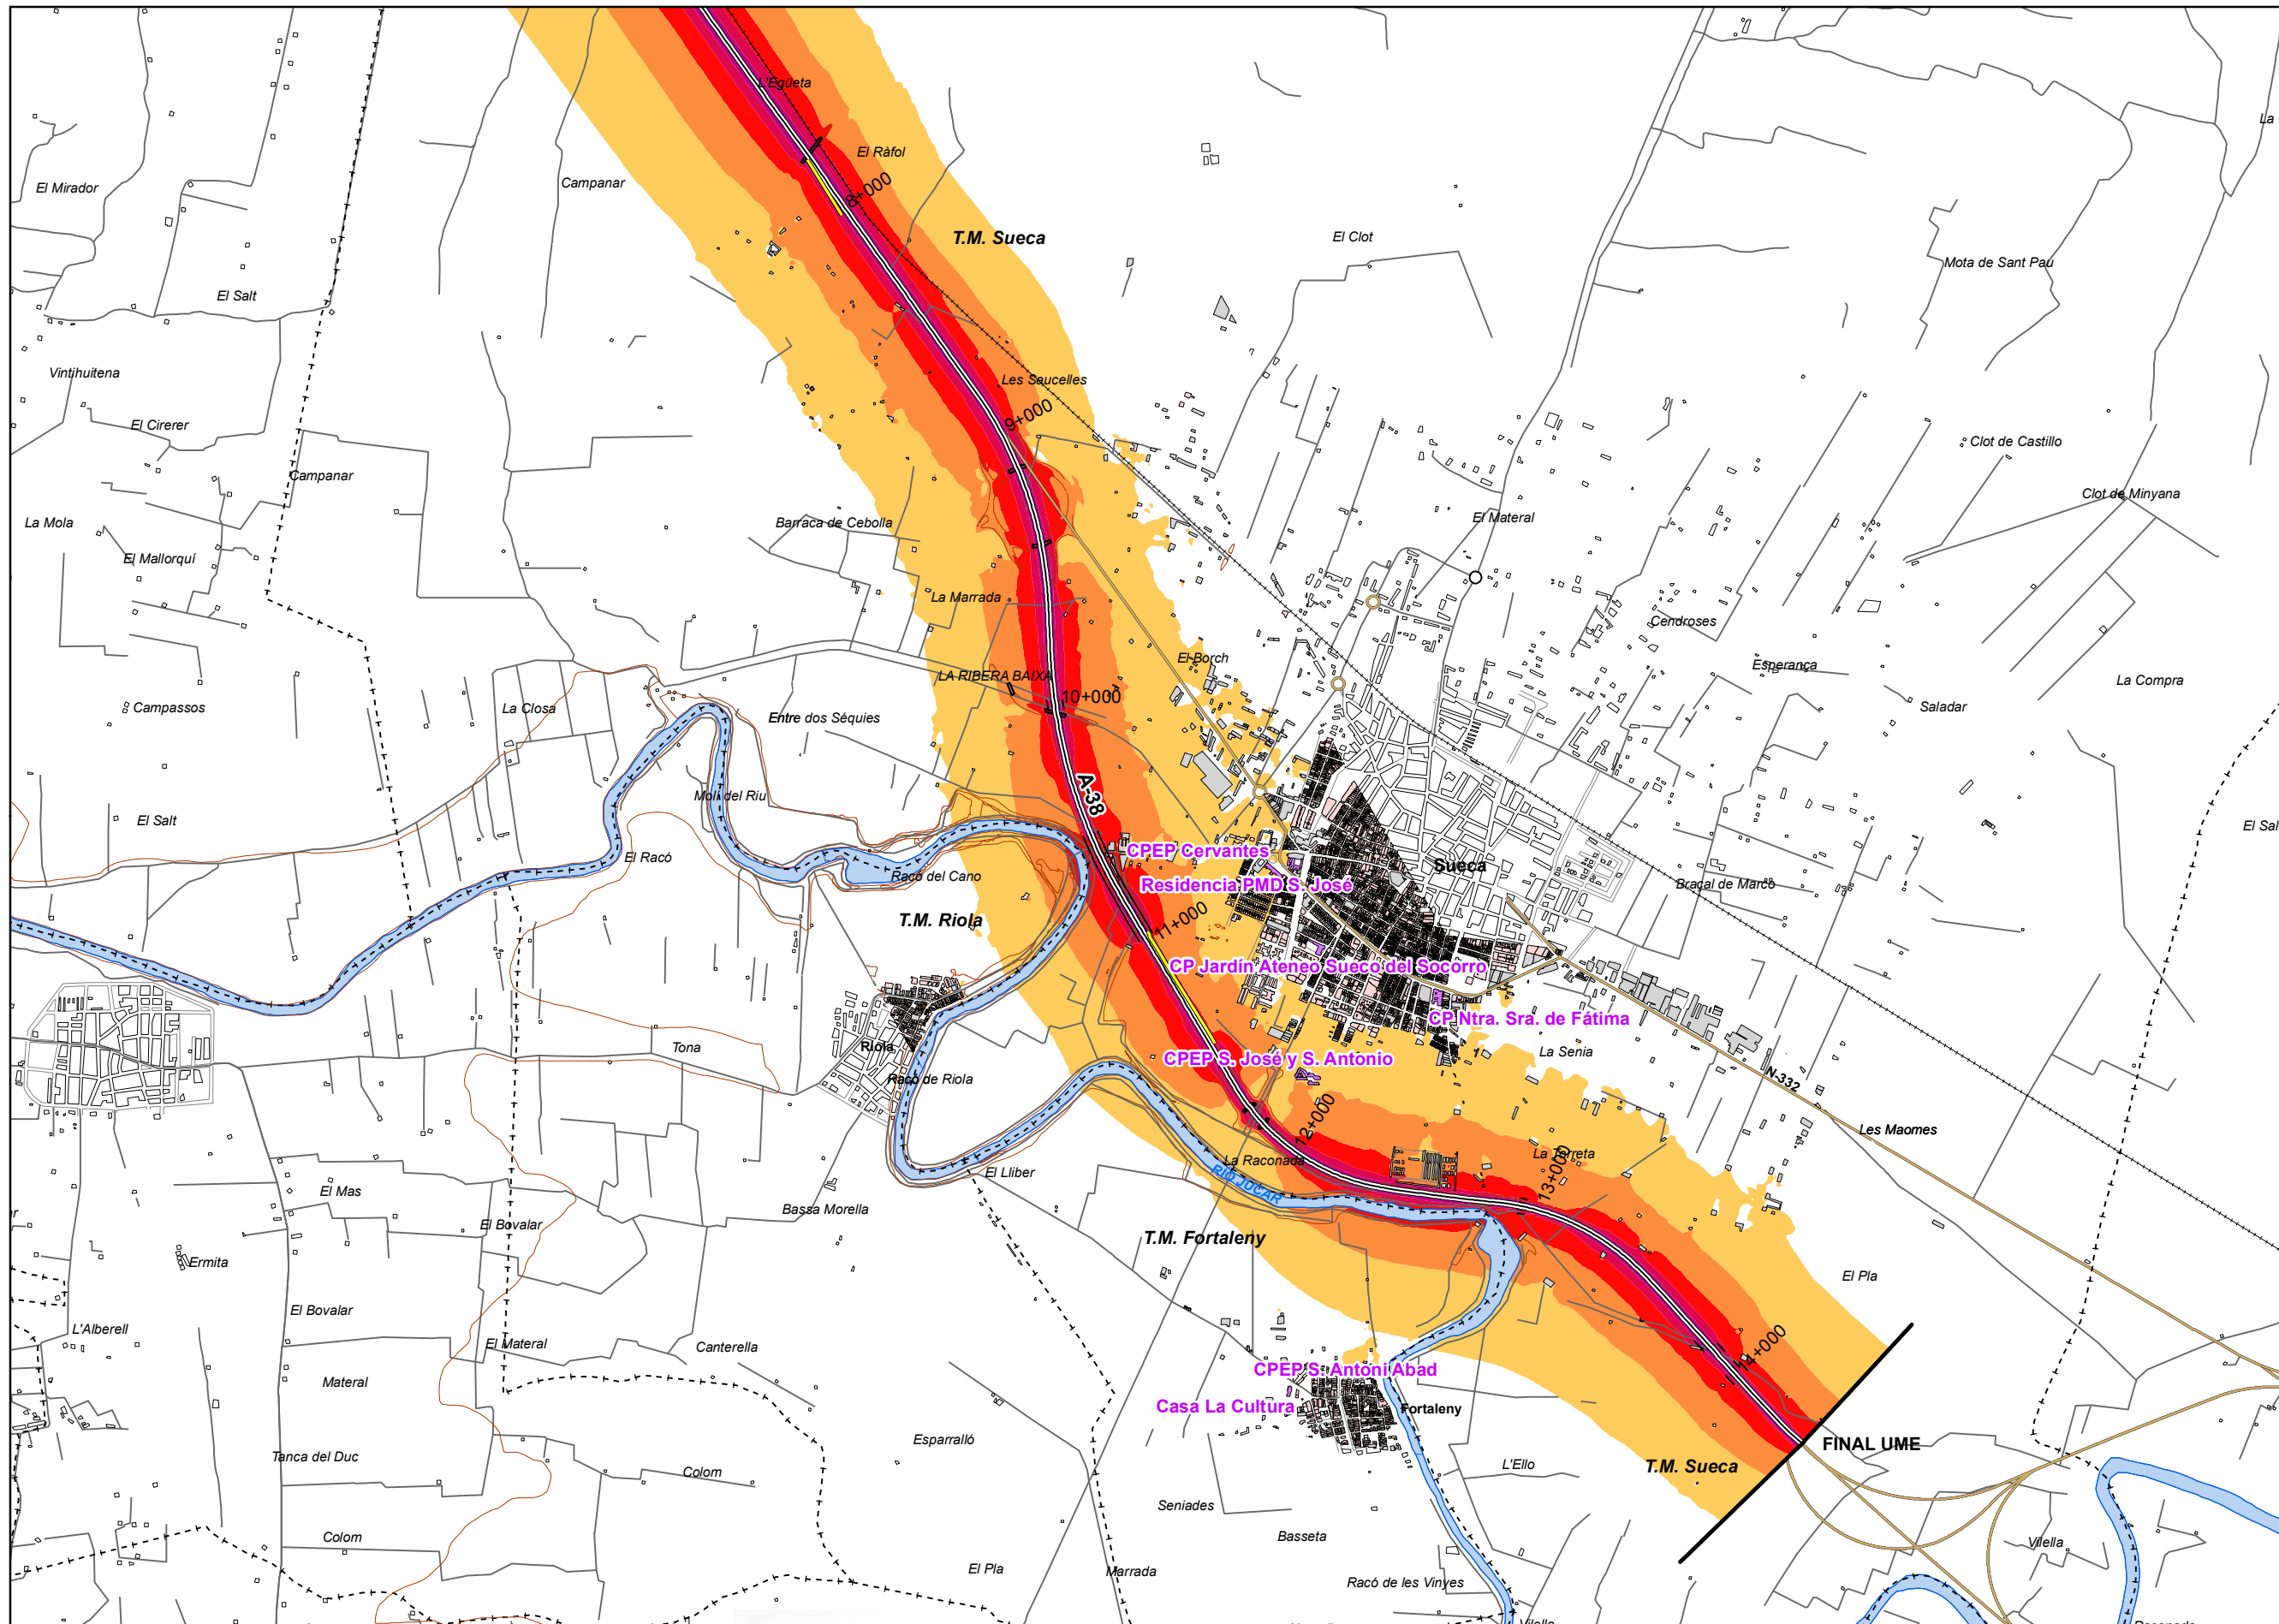 L'Egüeta
La
El Ràfol
El Mirador
Campanar
8+000
T.M. Sueca
El Clot
Mota de Sant Pau
El Salt
Vintihuitena
Les Saucelles
9+000
El Cirerer
Clot de Castillo
Campanar
Clot de Minyana
La Mola
Barraca de Cebolla
El Materal
El Mallorquí
La Marrada
Cendroses
El Borch
Esperança
LA RIBERA BAIXA
La Compra
10+000
Campassos
La Closa
Entre dos Séquies
Saladar
A-38
Molí del Riu
El Salt
El Sal
CPEP Cervantes
El Racó
Sueca
Racó del Cano
Residencia PMD S. José
Braçal de Marco
T.M. Riola
11+000
CP Jardín Ateneo Sueco del Socorro
CP Ntra. Sra. de Fátima
Riola
Tona
CPEP S. José y S. Antonio
La Senia
Racó de Riola
N-332
12+000
Les Maomes
La Torreta
La Raconada
El Lliber
13+000
RÍO JÚCAR
El Mas
Bassa Morella
El Bovalar
T.M. Fortaleny
Ermita
El Pla
El Bovalar
L'Alberell
El Materal
Canterella
14+000
CPEP S. Antoni Abad
Materal
Casa La Cultura
Fortaleny
Esparralló
FINAL UME
Tanca del Duc
L'Ello
T.M. Sueca
Colom
Seniades
Colom
Basseta
Vilella
El Pla
Marrada
Racó de les Vinyes
Vilella